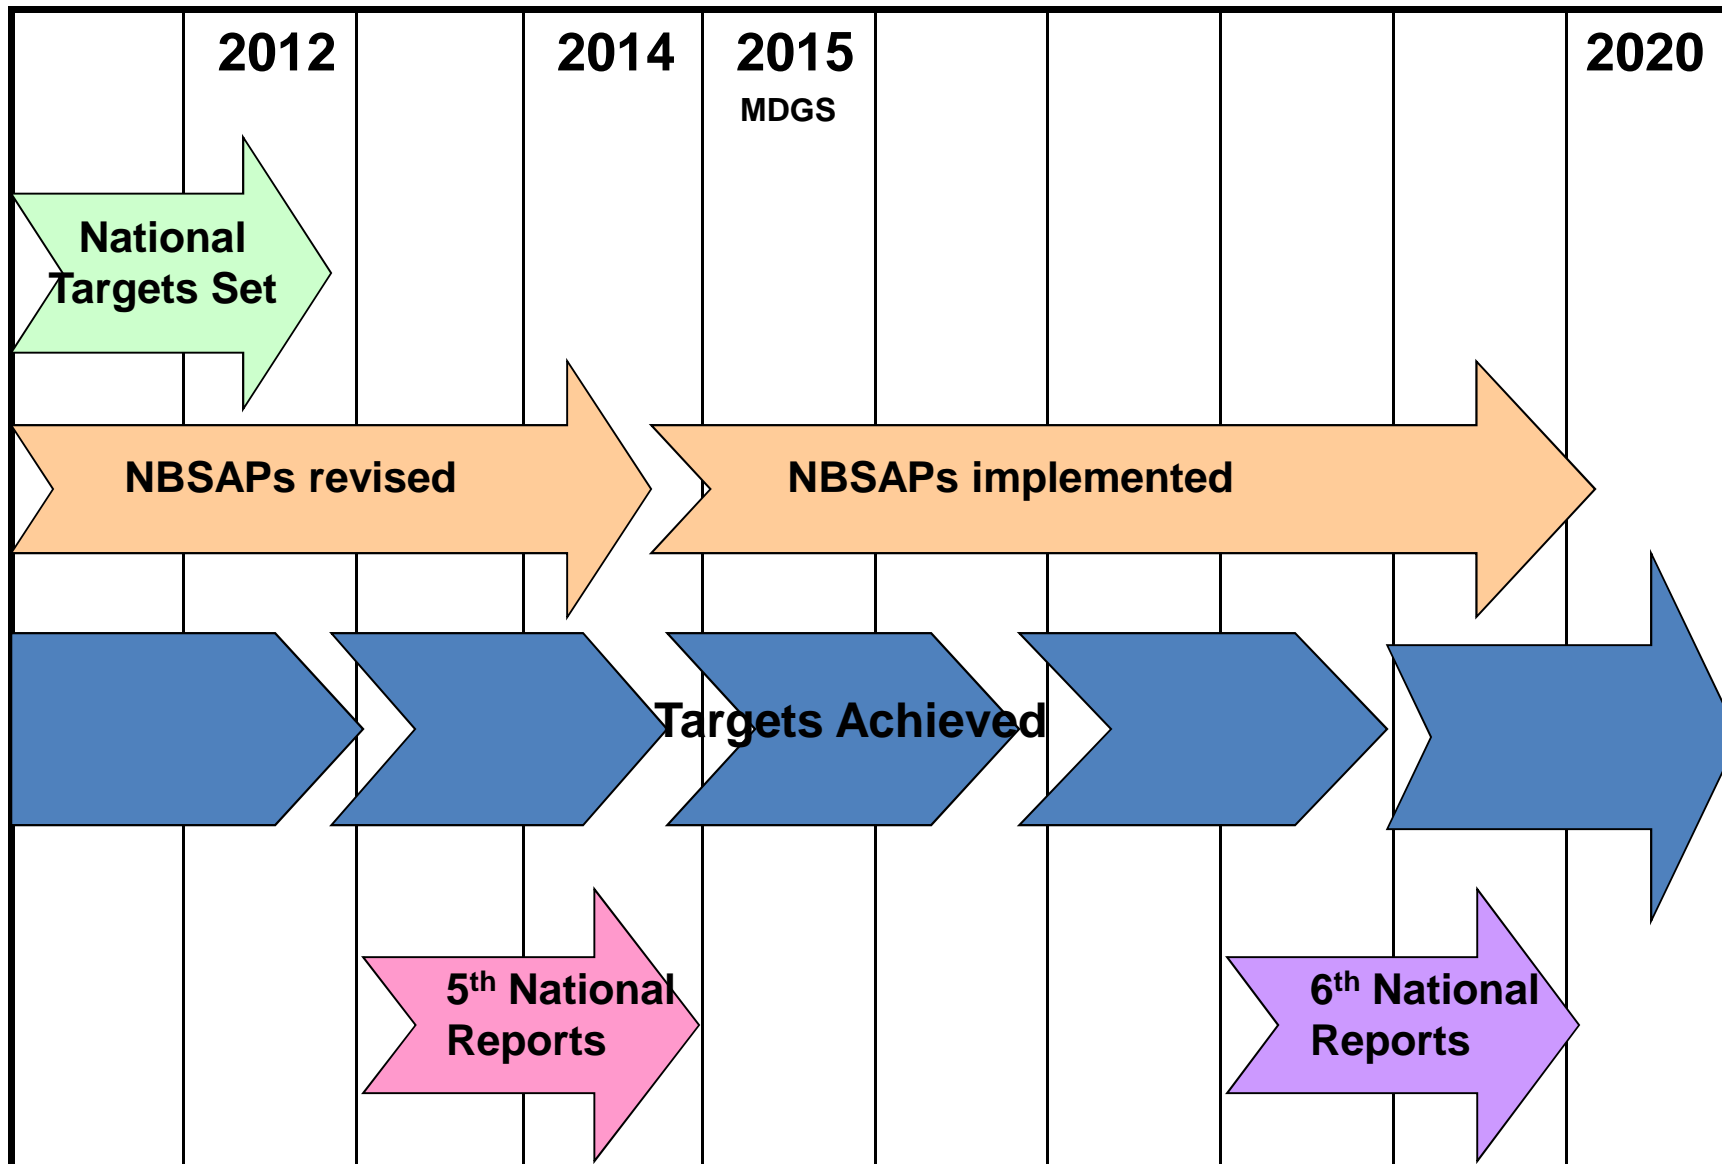 2012 2014 2015 2020
MDGS
National
Targets Set
NBSAPs revised NBSAPs implemented
Targets Achieved
5th National
Reports
6th National
Reports